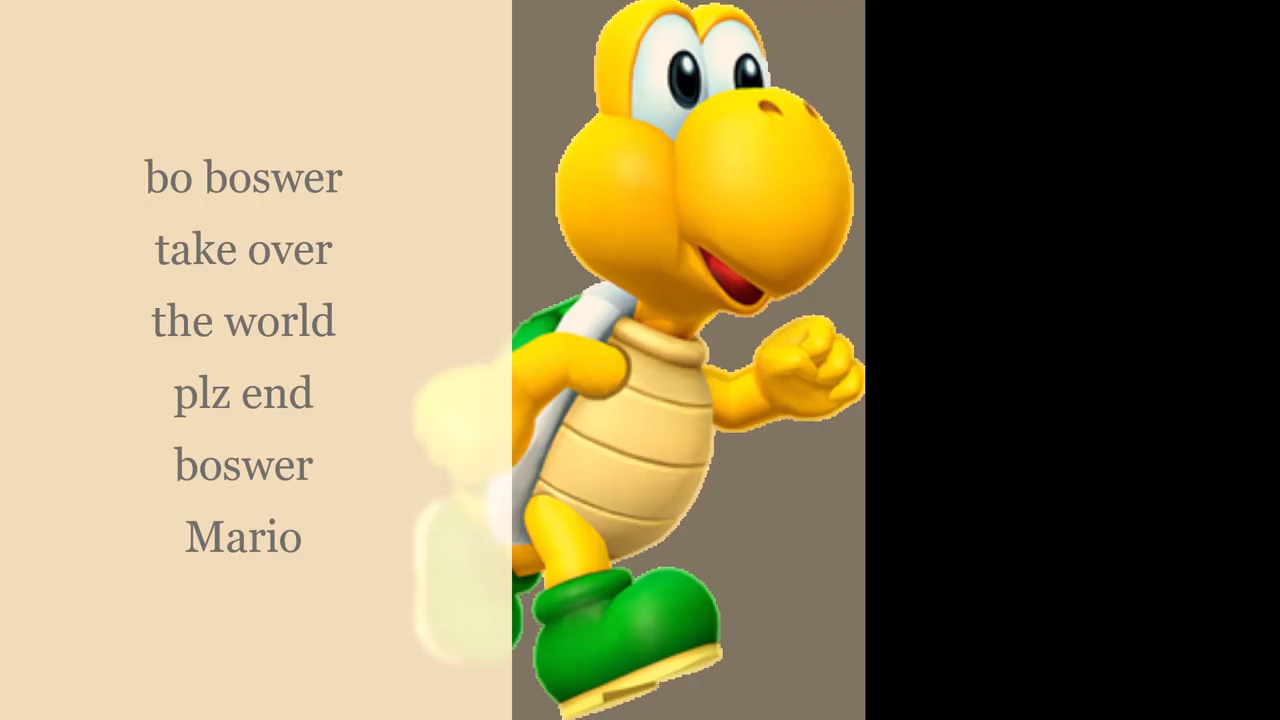 bo boswer
take over
the world
plz end
boswer
Mario